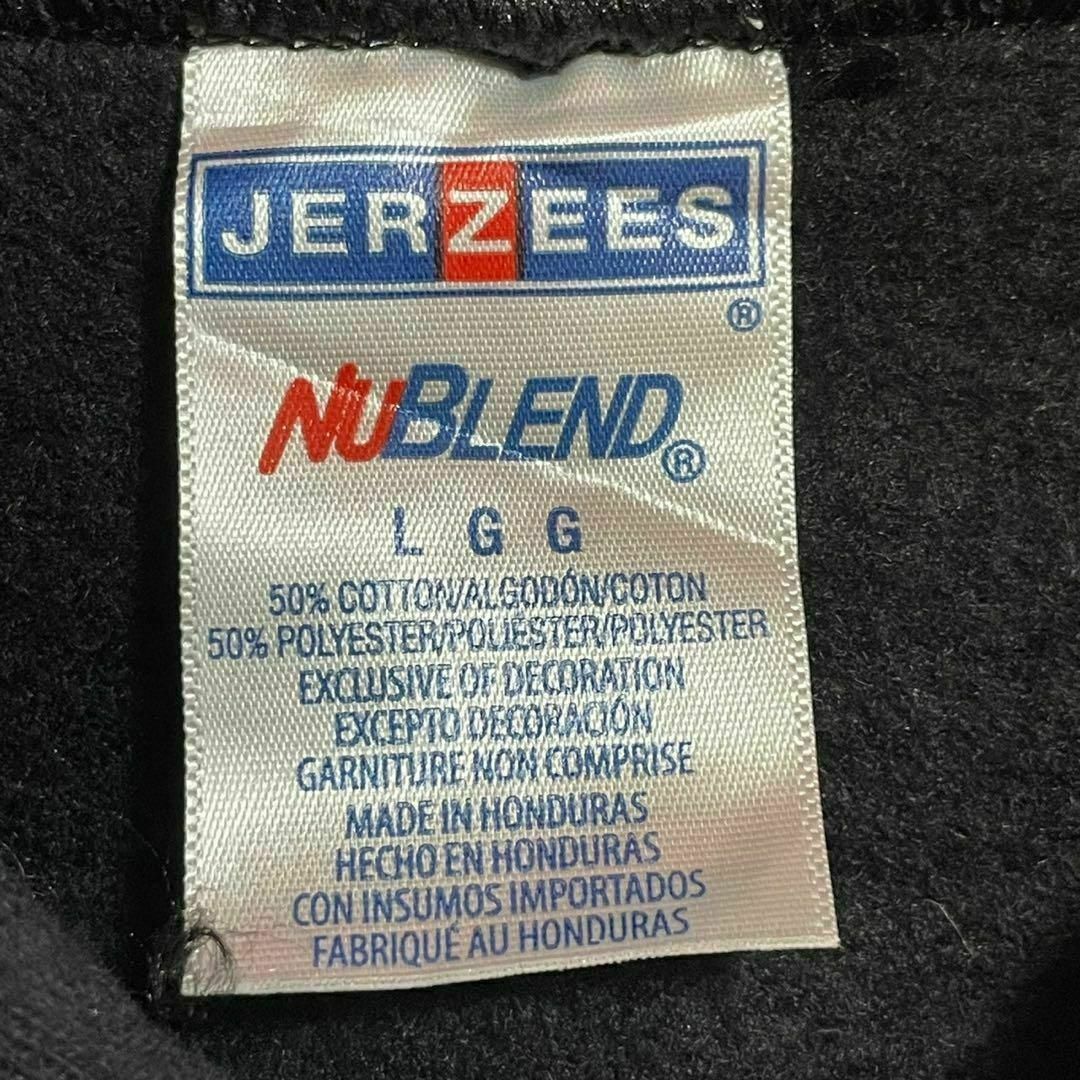 JERZEES®
®
NUBLEND®
L G G
50% COTTON/ALGODÓN/COTON
50% POLYESTER/POLIÉSTER/POLYESTER
EXCLUSIVE OF DECORATION
EXCEPTO DECORACIÓN
GARNITURE NON COMPRISE
MADE IN HONDURAS
HECHO EN HONDURAS
CON INSUMOS IMPORTADOS
FABRIQUÉ AU HONDURAS